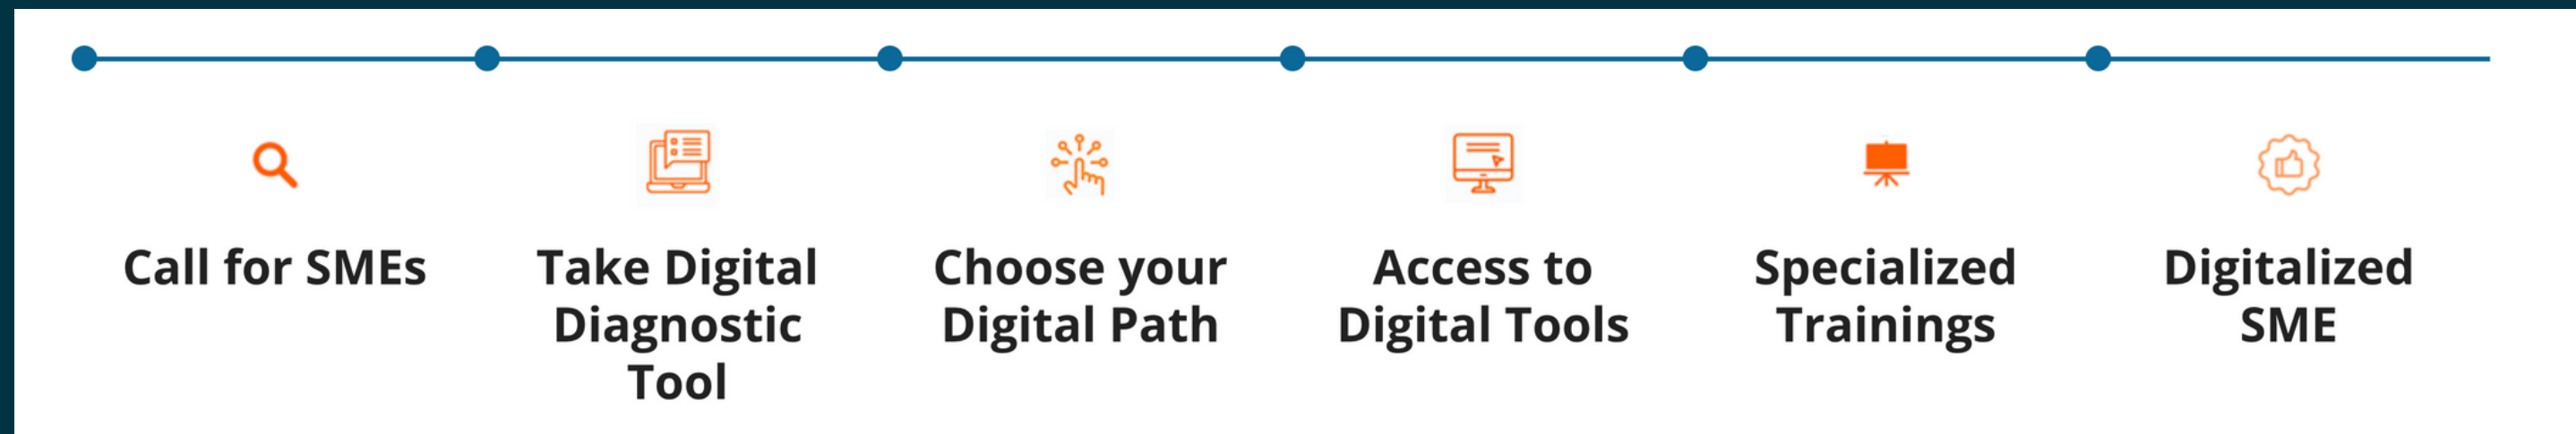 Call for SMEs
Take Digital
Diagnostic
Tool
Choose your
Digital Path
Access to
Digital Tools
Specialized
Trainings
Digitalized
SME